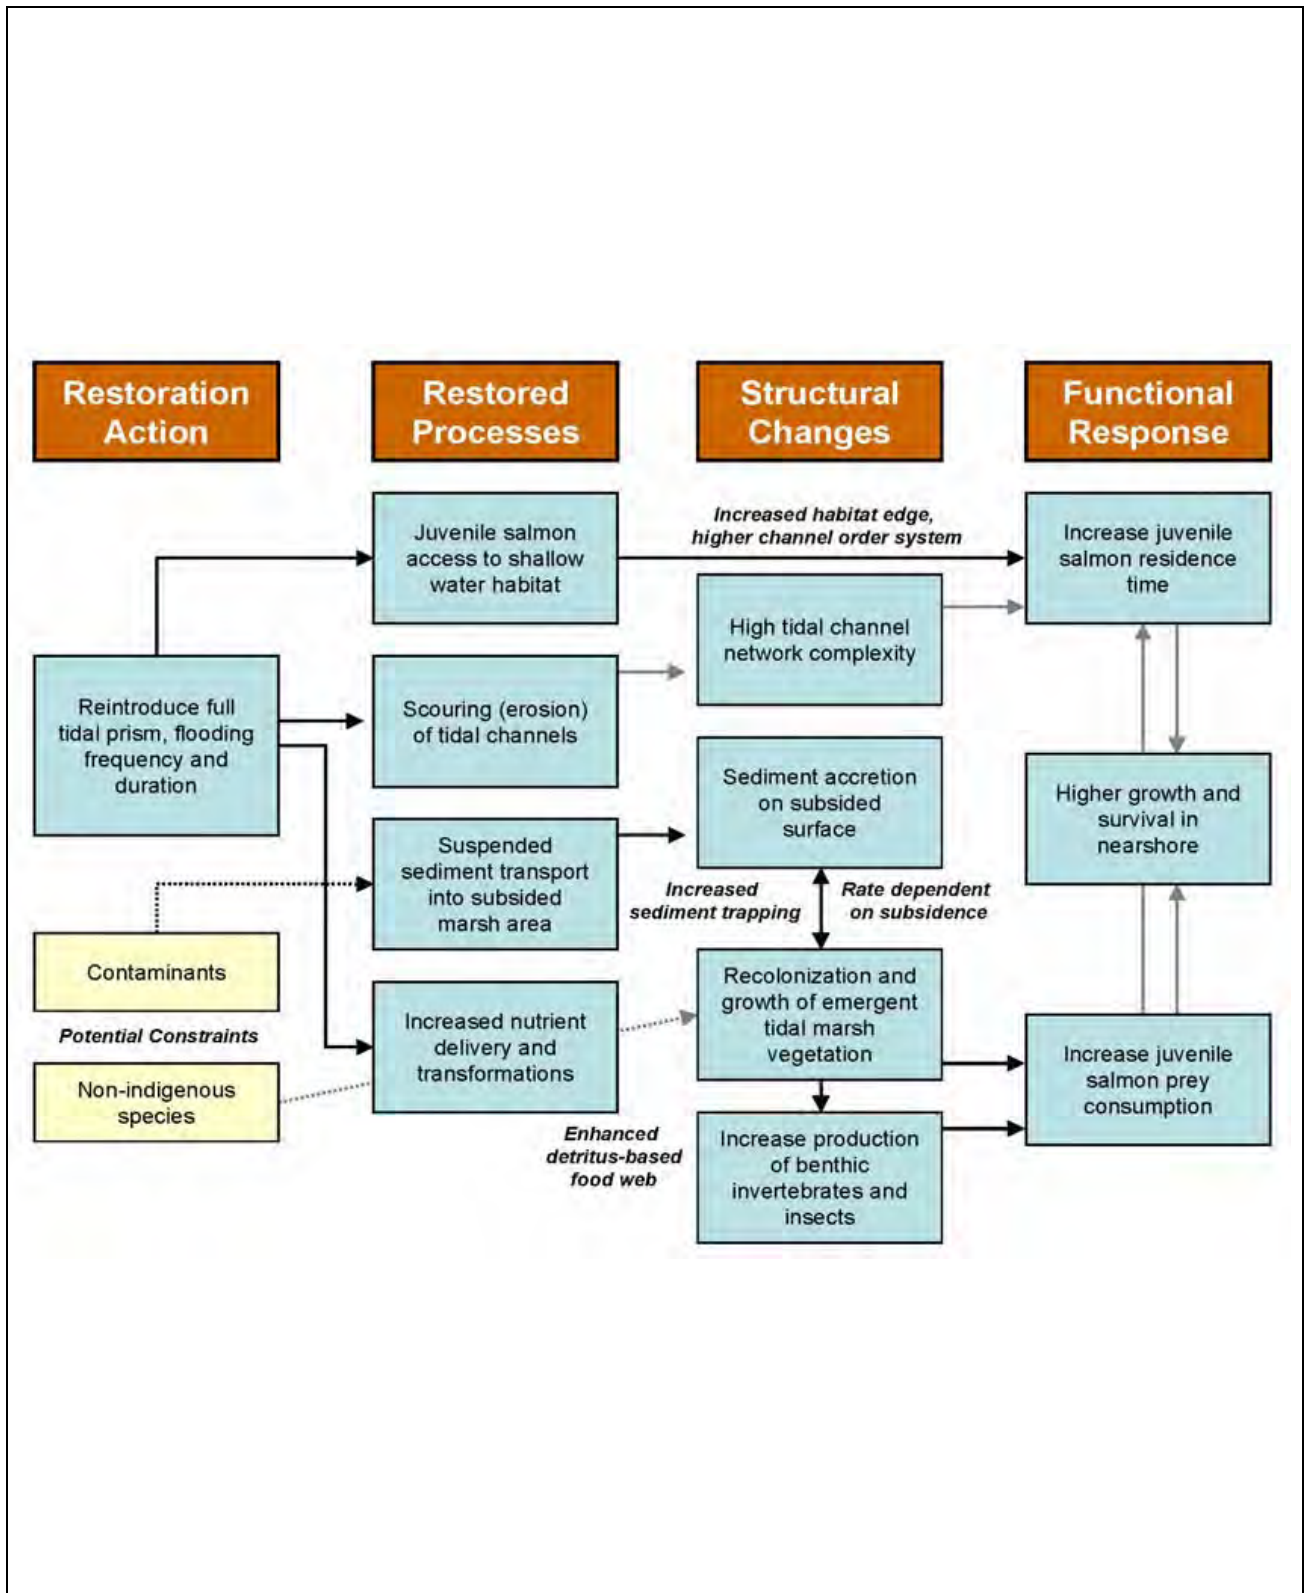 Restoration
Action
Restored
Processes
Structural
Changes
Functional
Response
Juvenile salmon
access to shallow
water habitat
Increased habitat edge,
higher channel order system
Increase juvenile
salmon residence
time
High tidal channel
network complexity
Reintroduce full
tidal prism, flooding
frequency and
duration
Scouring (erosion)
of tidal channels
Sediment accretion
on subsided
surface
Higher growth and
survival in
nearshore
Suspended
sediment transport
into subsided
marsh area
Increased
sediment trapping
Rate dependent
on subsidence
Contaminants
Potential Constraints
Non-indigenous
species
Increased nutrient
delivery and
transformations
Recolonization and
growth of emergent
tidal marsh
vegetation
Increase juvenile
salmon prey
consumption
Enhanced
detritus-based
food web
Increase production
of benthic
invertebrates and
insects